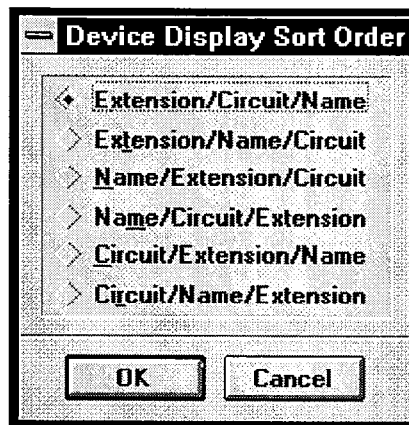 Device Display Sort Order
Extension/Circuit/Name
Extension/Name/Circuit
Name/Extension/Circuit
Name/Circuit/Extension
Circuit/Extension/Name
Circuit/Name/Extension
OK
Cancel